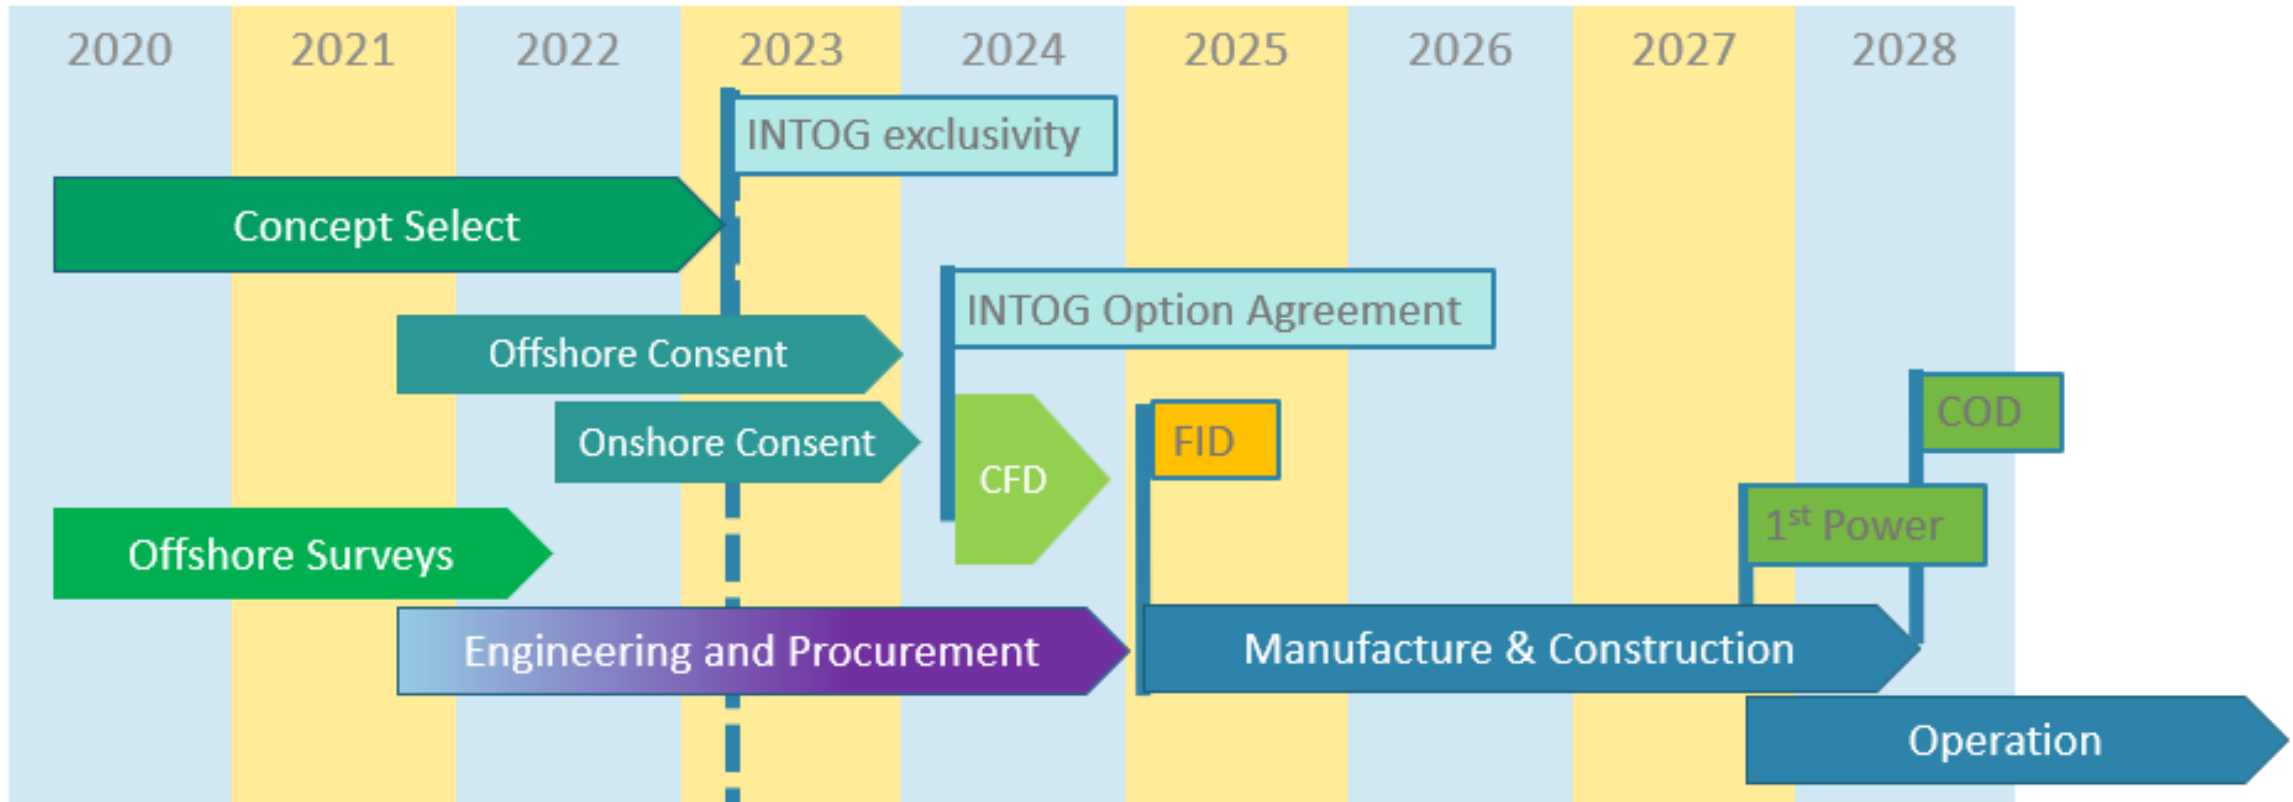 2020 2021 2022 2023 2024 2025 2026 2027 2028
INTOG exclusivity
Concept Select
INTOG Option Agreement
Offshore Consent
COD
Onshore Consent
FID
CFD
1st Power
Offshore Surveys
Engineering and Procurement
Manufacture & Construction
Operation